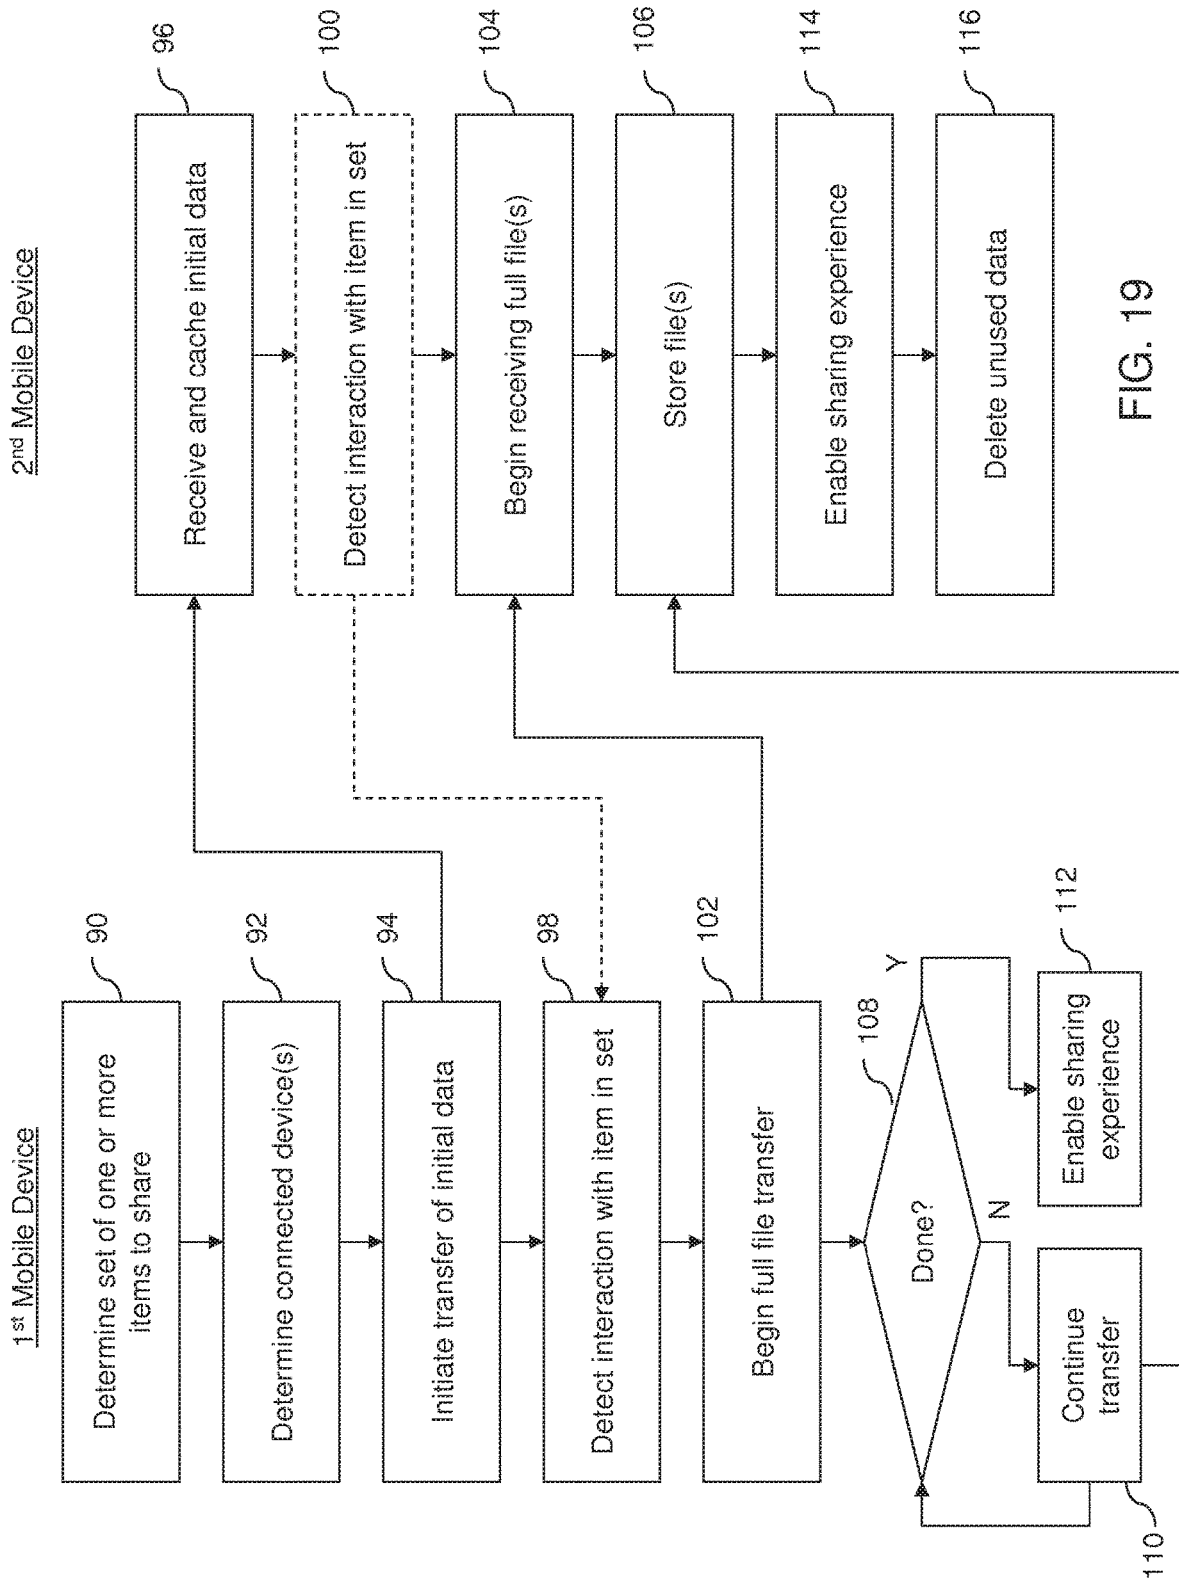 1st Mobile Device
2nd Mobile Device
Determine set of one or more
items to share
90
Determine connected device(s)
92
Initiate transfer of initial data
94
Detect interaction with item in set
98
Begin full file transfer
102
Done?
108
Y
N
Continue
transfer
110
Enable sharing
experience
112
Receive and cache initial data
96
Detect interaction with item in set
100
Begin receiving full file(s)
104
Store file(s)
106
Enable sharing experience
114
Delete unused data
116
FIG. 19